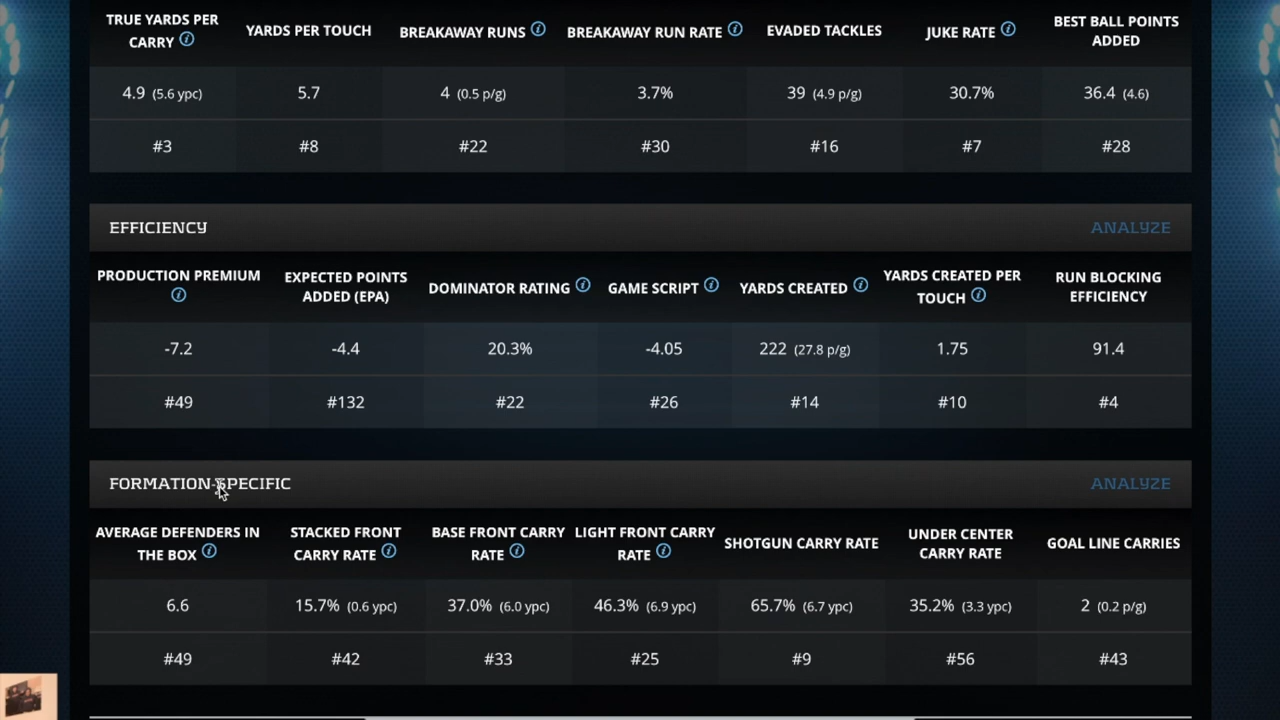 TRUE YARDS PER CARRY YARDS PER TOUCH BREAKAWAY RUNS BREAKAWAY RUN RATE EVADED TACKLES JUKE RATE BEST BALL POINTS ADDED
4.9 (5.6 ypc) 5.7 4 (0.5 p/g) 3.7% 39 (4.9 p/g) 30.7% 36.4 (4.6)
#3 #8 #22 #30 #16 #7 #28
EFFICIENCY ANALYZE
PRODUCTION PREMIUM EXPECTED POINTS ADDED (EPA) DOMINATOR RATING GAME SCRIPT YARDS CREATED YARDS CREATED PER TOUCH RUN BLOCKING EFFICIENCY
-7.2 -4.4 20.3% -4.05 222 (27.8 p/g) 1.75 91.4
#49 #132 #22 #26 #14 #10 #4
FORMATION-SPECIFIC ANALYZE
AVERAGE DEFENDERS IN THE BOX STACKED FRONT CARRY RATE BASE FRONT CARRY RATE LIGHT FRONT CARRY RATE SHOTGUN CARRY RATE UNDER CENTER CARRY RATE GOAL LINE CARRIES
6.6 15.7% (0.6 ypc) 37.0% (6.0 ypc) 46.3% (6.9 ypc) 65.7% (6.7 ypc) 35.2% (3.3 ypc) 2 (0.2 p/g)
#49 #42 #33 #25 #9 #56 #43